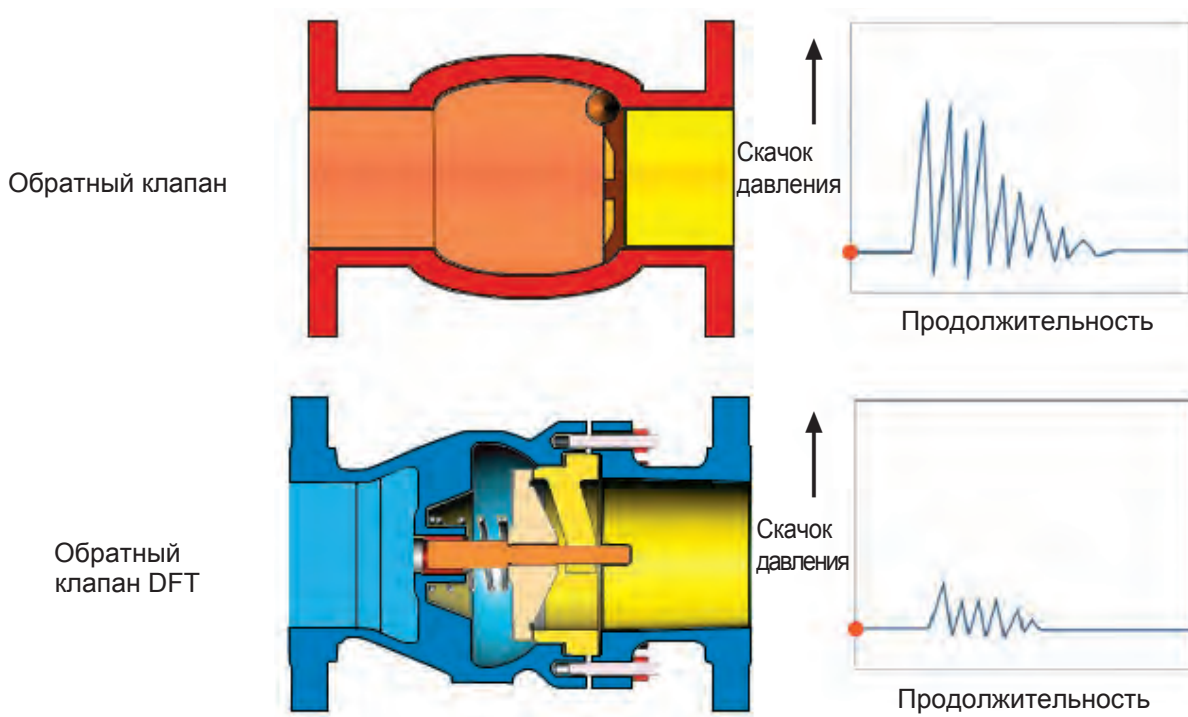 Обратный клапан
Скачок
давления
Продолжительность
Обратный
клапан DFT
Скачок
давления
Продолжительность